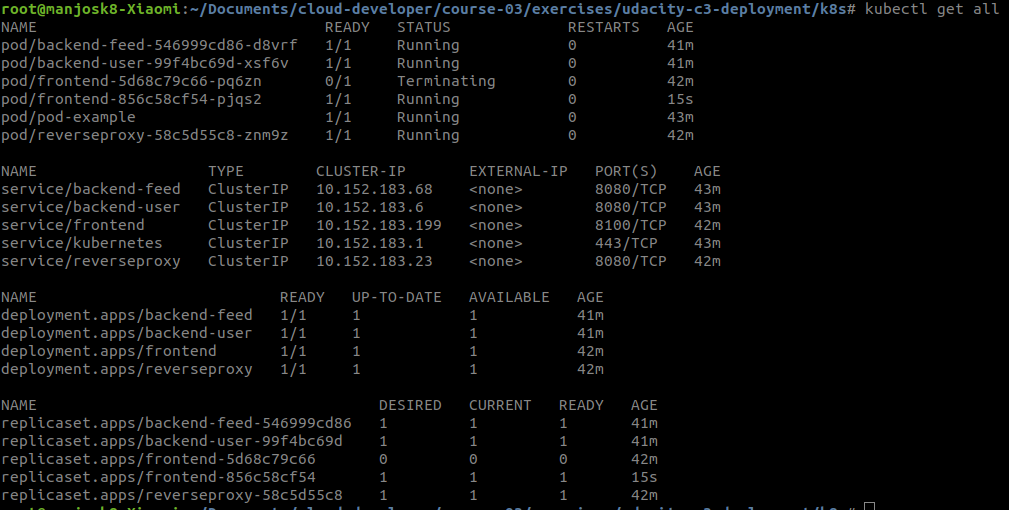 root@manjosk8-Xiaomi:~/Documents/cloud-developer/course-03/exercises/udacity-c3-deployment/k8s# kubectl get all
NAME READY STATUS RESTARTS AGE
pod/backend-feed-546999cd86-d8vrf 1/1 Running 0 41m
pod/backend-user-99f4bc69d-xsf6v 1/1 Running 0 41m
pod/frontend-5d68c79c66-pq6zn 0/1 Terminating 0 42m
pod/frontend-856c58cf54-pjqs2 1/1 Running 0 15s
pod/pod-example 1/1 Running 0 43m
pod/reverseproxy-58c5d55c8-znm9z 1/1 Running 0 42m
NAME TYPE CLUSTER-IP EXTERNAL-IP PORT(S) AGE
service/backend-feed ClusterIP 10.152.183.68 <none> 8080/TCP 43m
service/backend-user ClusterIP 10.152.183.6 <none> 8080/TCP 43m
service/frontend ClusterIP 10.152.183.199 <none> 8100/TCP 42m
service/kubernetes ClusterIP 10.152.183.1 <none> 443/TCP 43m
service/reverseproxy ClusterIP 10.152.183.23 <none> 8080/TCP 42m
NAME READY UP-TO-DATE AVAILABLE AGE
deployment.apps/backend-feed 1/1 1 1 41m
deployment.apps/backend-user 1/1 1 1 41m
deployment.apps/frontend 1/1 1 1 42m
deployment.apps/reverseproxy 1/1 1 1 42m
NAME DESIRED CURRENT READY AGE
replicaset.apps/backend-feed-546999cd86 1 1 1 41m
replicaset.apps/backend-user-99f4bc69d 1 1 1 41m
replicaset.apps/frontend-5d68c79c66 0 0 0 42m
replicaset.apps/frontend-856c58cf54 1 1 1 15s
replicaset.apps/reverseproxy-58c5d55c8 1 1 1 42m